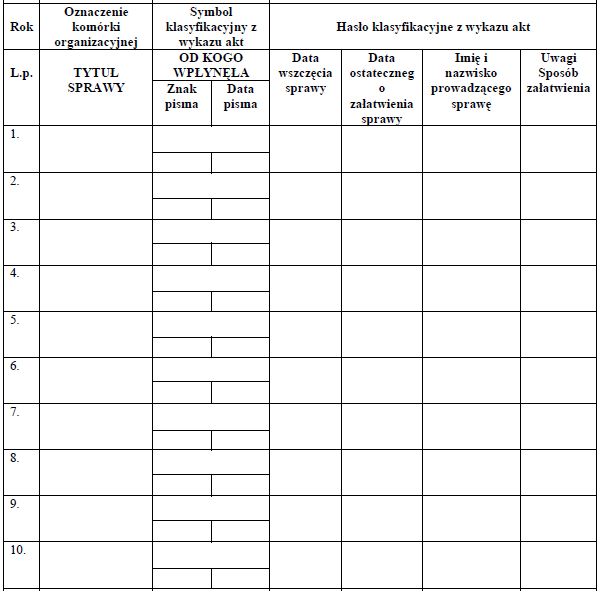 Rok
Oznaczenie
komórki
organizacyjnej
Symbol
klasyfikacyjny z
wykazu akt
Hasło klasyfikacyjne z wykazu akt
L.p.
TYTUŁ
SPRAWY
OD KOGO
WPŁYNĘŁA
Znak
pisma
Data
pisma
Data
wszczęcia
sprawy
Data
ostateczneg
o
załatwienia
sprawy
Imię i
nazwisko
prowadzącego
sprawę
Uwagi
Sposób
załatwienia
1.
2.
3.
4.
5.
6.
7.
8.
9.
10.